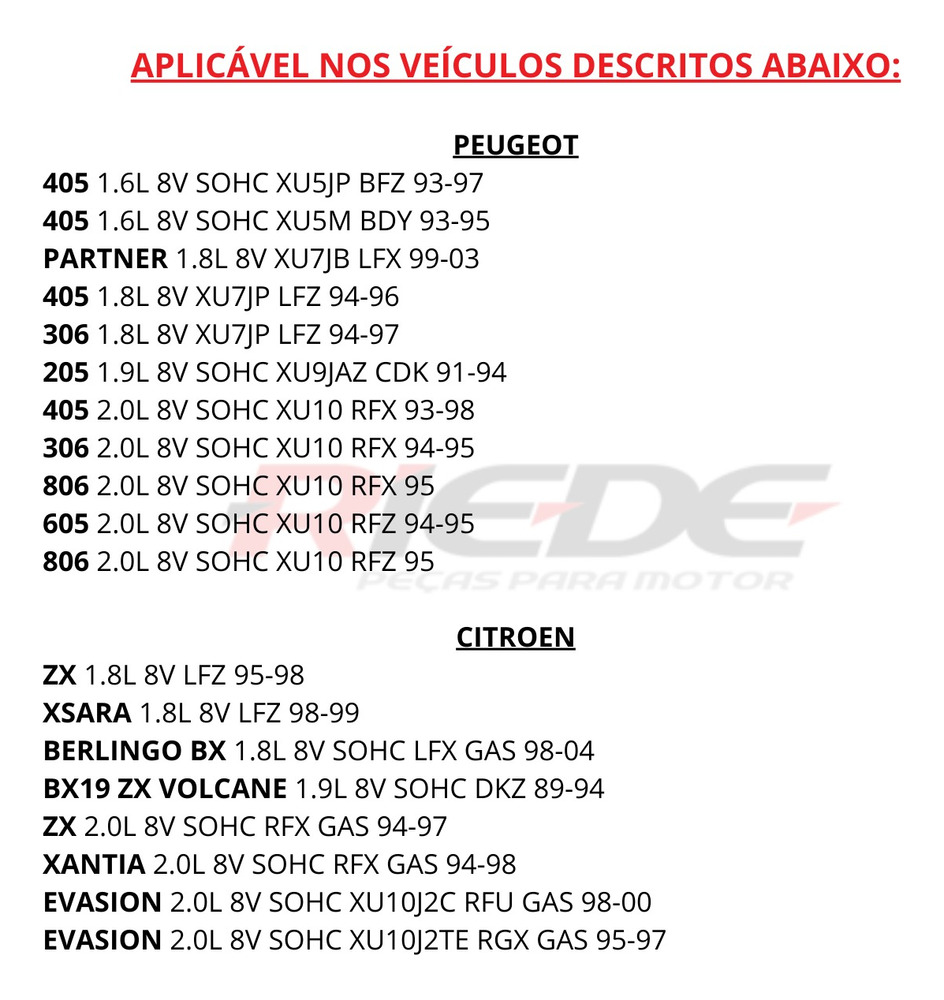 APLICÁVEL NOS VEÍCULOS DESCRITOS ABAIXO:
PEUGEOT
405 1.6L 8V SOHC XU5JP BFZ 93-97
405 1.6L 8V SOHC XU5M BDY 93-95
PARTNER 1.8L 8V XU7JB LFX 99-03
405 1.8L 8V XU7JP LFZ 94-96
306 1.8L 8V XU7JP LFZ 94-97
205 1.9L 8V SOHC XU9JAZ CDK 91-94
405 2.0L 8V SOHC XU10 RFX 93-98
306 2.0L 8V SOHC XU10 RFX 94-95
806 2.0L 8V SOHC XU10 RFX 95
605 2.0L 8V SOHC XU10 RFZ 94-95
806 2.0L 8V SOHC XU10 RFZ 95
RIEDE
PEÇAS PARA MOTOR
CITROEN
ZX 1.8L 8V LFZ 95-98
XSARA 1.8L 8V LFZ 98-99
BERLINGO BX 1.8L 8V SOHC LFX GAS 98-04
BX19 ZX VOLCANE 1.9L 8V SOHC DKZ 89-94
ZX 2.0L 8V SOHC RFX GAS 94-97
XANTIA 2.0L 8V SOHC RFX GAS 94-98
EVASION 2.0L 8V SOHC XU10J2C RFU GAS 98-00
EVASION 2.0L 8V SOHC XU10J2TE RGX GAS 95-97